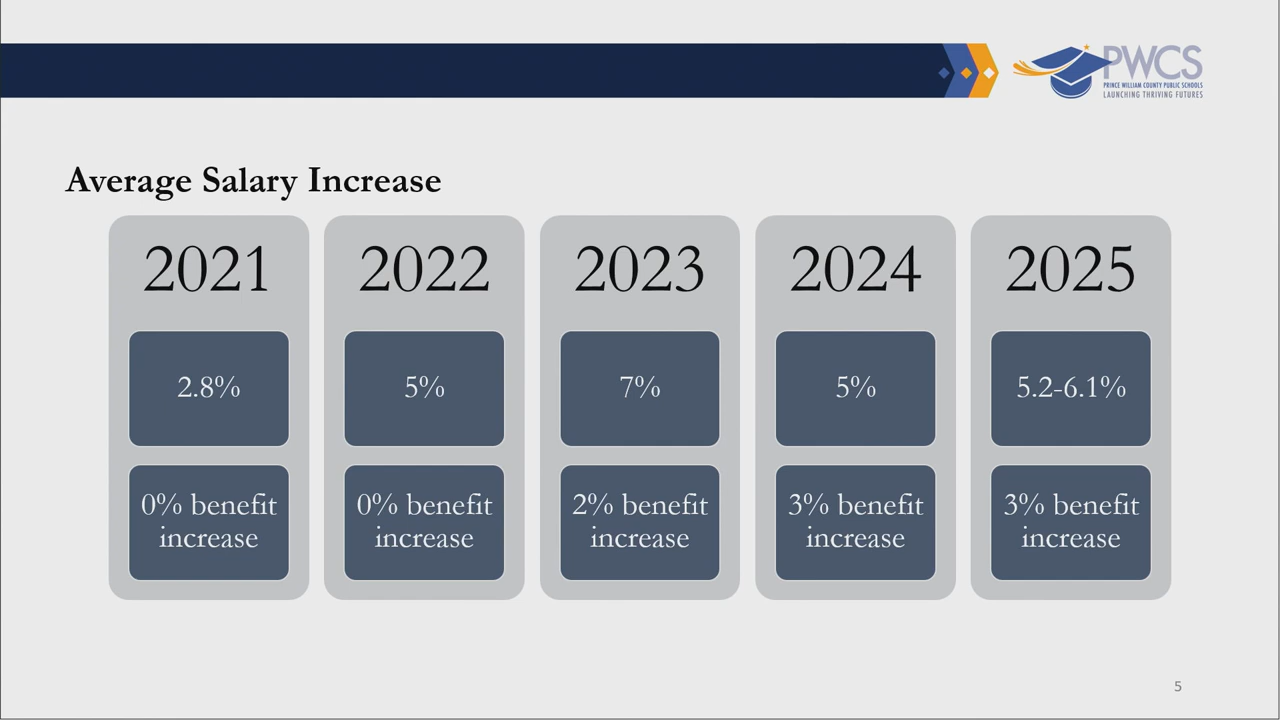 PWCS
PRINCE WILLIAM COUNTY PUBLIC SCHOOLS
LAUNCHING THRIVING FUTURES
Average Salary Increase
2021
2.8%
0% benefit
increase
2022
5%
0% benefit
increase
2023
7%
2% benefit
increase
2024
5%
3% benefit
increase
2025
5.2-6.1%
3% benefit
increase
5